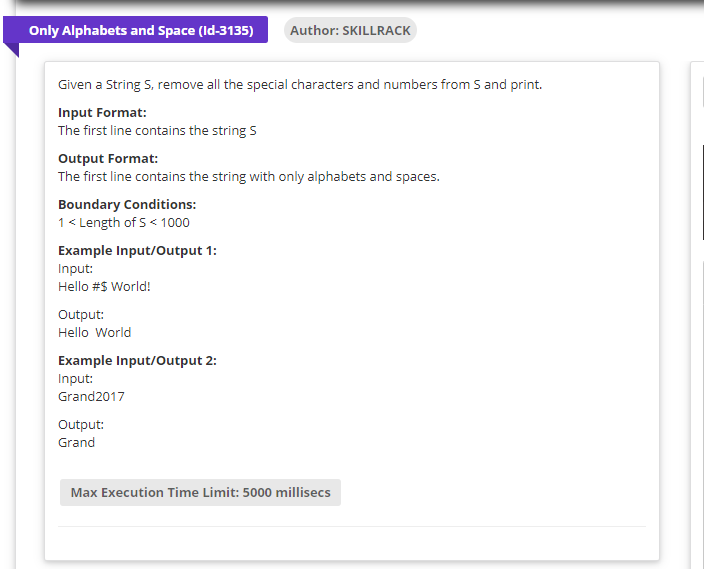 Only Alphabets and Space (Id-3135)
Author: SKILLRACK
Given a String S, remove all the special characters and numbers from S and print.
Input Format:
The first line contains the string S
Output Format:
The first line contains the string with only alphabets and spaces.
Boundary Conditions:
1 < Length of S < 1000
Example Input/Output 1:
Input:
Hello #$ World!
Output:
Hello  World
Example Input/Output 2:
Input:
Grand2017
Output:
Grand
Max Execution Time Limit: 5000 millisecs